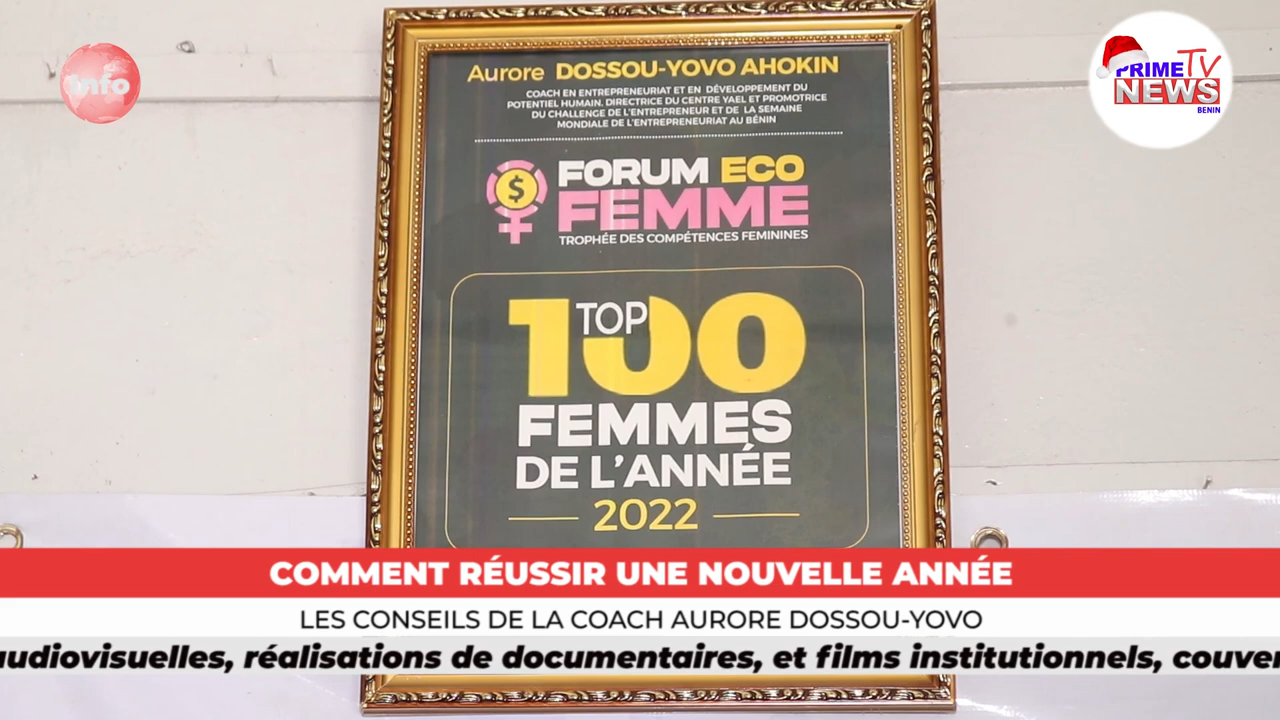 info
PRIME TV
NEWS
BENIN
Aurore DOSSOU-YOVO AHOKIN
COACH EN ENTREPRENEURIAT ET EN DÉVELOPPEMENT DU
POTENTIEL HUMAIN, DIRECTRICE DU CENTRE YAEL ET PROMOTRICE
DU CHALLENGE DE L'ENTREPRENEUR ET DE LA SEMAINE
MONDIALE DE L'ENTREPRENEURIAT AU BÉNIN
$
FORUM ECO
FEMME
TROPHÉE DES COMPÉTENCES FEMININES
TOP
100
FEMMES
DE L'ANNÉE
2022
COMMENT RÉUSSIR UNE NOUVELLE ANNÉE
LES CONSEILS DE LA COACH AURORE DOSSOU-YOVO
audiovisuelles, réalisations de documentaires, et films institutionnels, couver